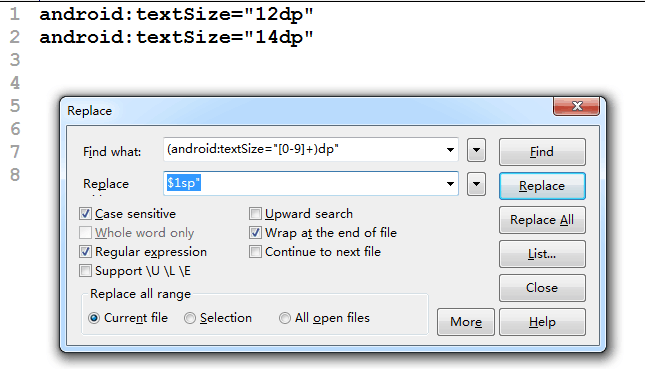 1 android:textSize="12dp"
2 android:textSize="14dp"
3
4
5
6
7
8
Replace
Find what: (android:textSize="[0-9]+)dp" Find
Replace $1sp" Replace
Case sensitive Upward search Replace All
Whole word only Wrap at the end of file
Regular expression Continue to next file List...
Support \U \L \E
Replace all range Close
Current file Selection All open files More Help